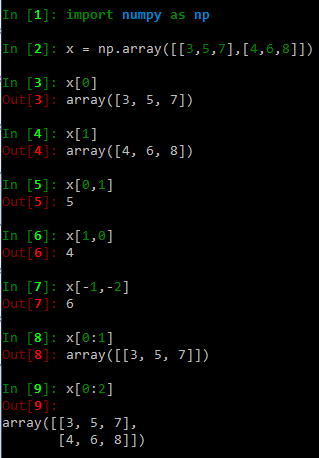 In [1]: import numpy as np
In [2]: x = np.array([[3,5,7],[4,6,8]])
In [3]: x[0]
Out[3]: array([3, 5, 7])
In [4]: x[1]
Out[4]: array([4, 6, 8])
In [5]: x[0,1]
Out[5]: 5
In [6]: x[1,0]
Out[6]: 4
In [7]: x[-1,-2]
Out[7]: 6
In [8]: x[0:1]
Out[8]: array([[3, 5, 7]])
In [9]: x[0:2]
Out[9]:
array([[3, 5, 7],
       [4, 6, 8]])